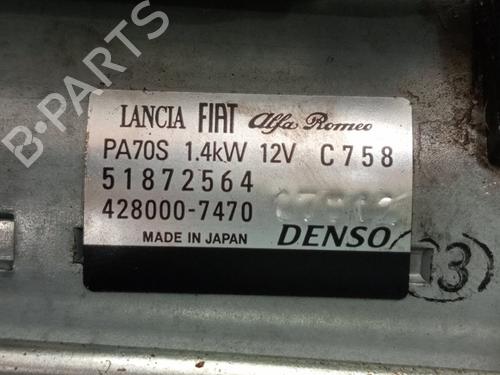 B-PARTS
LANCIA FIAT Alfa Romeo
PA70S 1.4kW 12V C758
51872564
428000-7470
MADE IN JAPAN DENSO
3